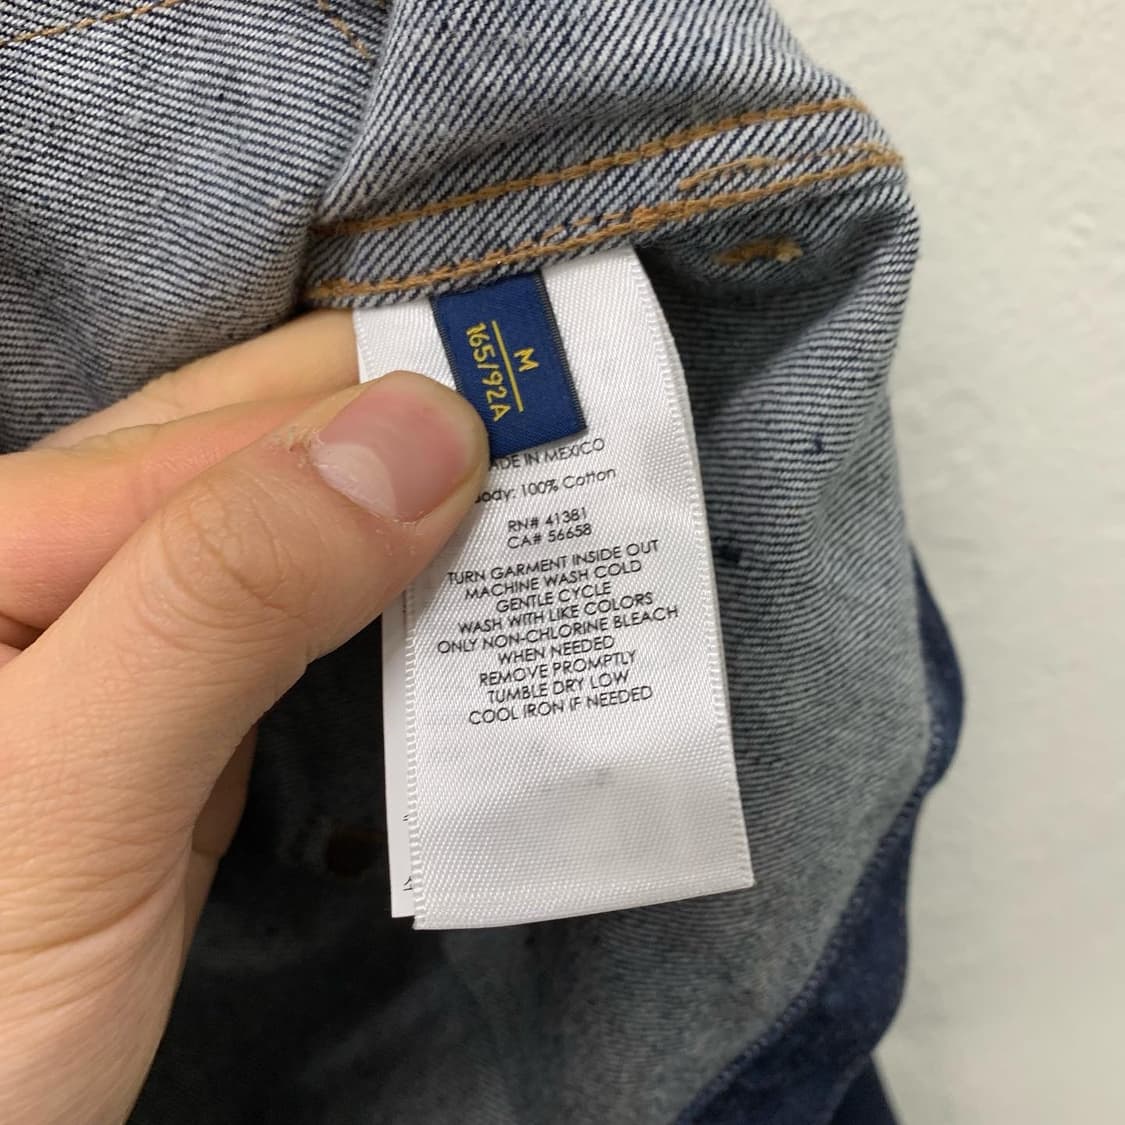 M
165/92A
ADE IN MEXICO
ody: 100% Cotton
RN# 41381
CA# 56658
TURN GARMENT INSIDE OUT
MACHINE WASH COLD
GENTLE CYCLE
WASH WITH LIKE COLORS
ONLY NON-CHLORINE BLEACH
WHEN NEEDED
REMOVE PROMPTLY
TUMBLE DRY LOW
COOL IRON IF NEEDED